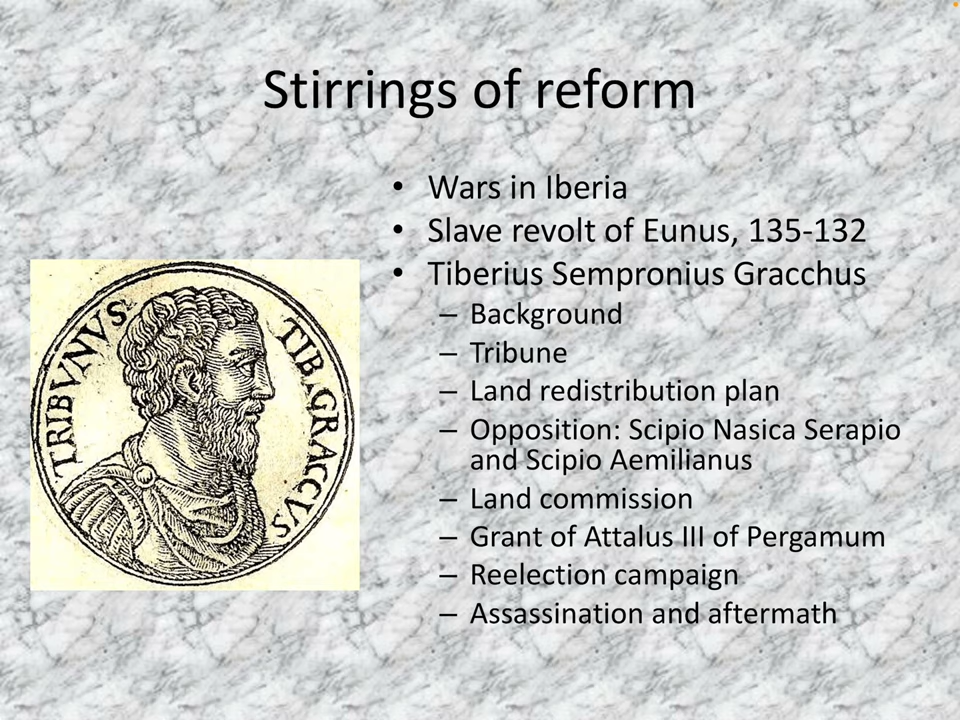 Stirrings of reform
• Wars in Iberia
• Slave revolt of Eunus, 135-132
• Tiberius Sempronius Gracchus
– Background
– Tribune
– Land redistribution plan
– Opposition: Scipio Nasica Serapio
and Scipio Aemilianus
– Land commission
– Grant of Attalus III of Pergamum
– Reelection campaign
– Assassination and aftermath
TRIBVNVS TIB. GRACCVS